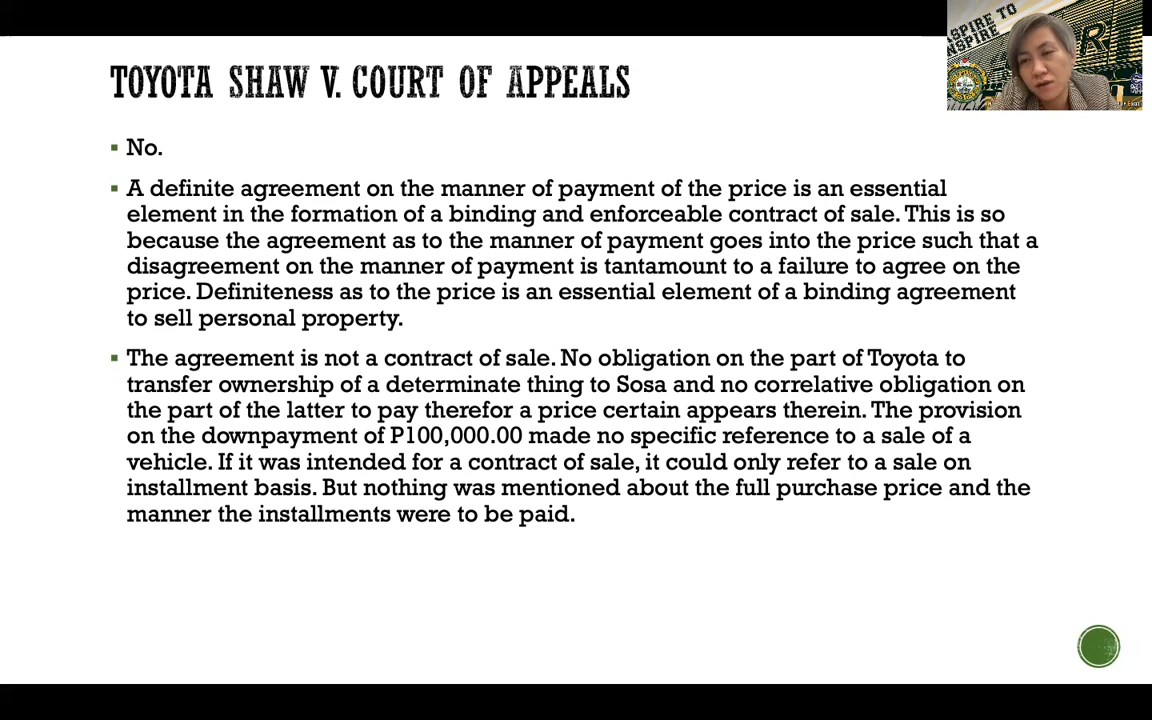 TOYOTA SHAW V. COURT OF APPEALS
No.
A definite agreement on the manner of payment of the price is an essential
element in the formation of a binding and enforceable contract of sale. This is so
because the agreement as to the manner of payment goes into the price such that a
disagreement on the manner of payment is tantamount to a failure to agree on the
price. Definiteness as to the price is an essential element of a binding agreement
to sell personal property.
The agreement is not a contract of sale. No obligation on the part of Toyota to
transfer ownership of a determinate thing to Sosa and no correlative obligation on
the part of the latter to pay therefor a price certain appears therein. The provision
on the downpayment of P100,000.00 made no specific reference to a sale of a
vehicle. If it was intended for a contract of sale, it could only refer to a sale on
installment basis. But nothing was mentioned about the full purchase price and the
manner the installments were to be paid.
SPIRE TO
NSPIRE
R